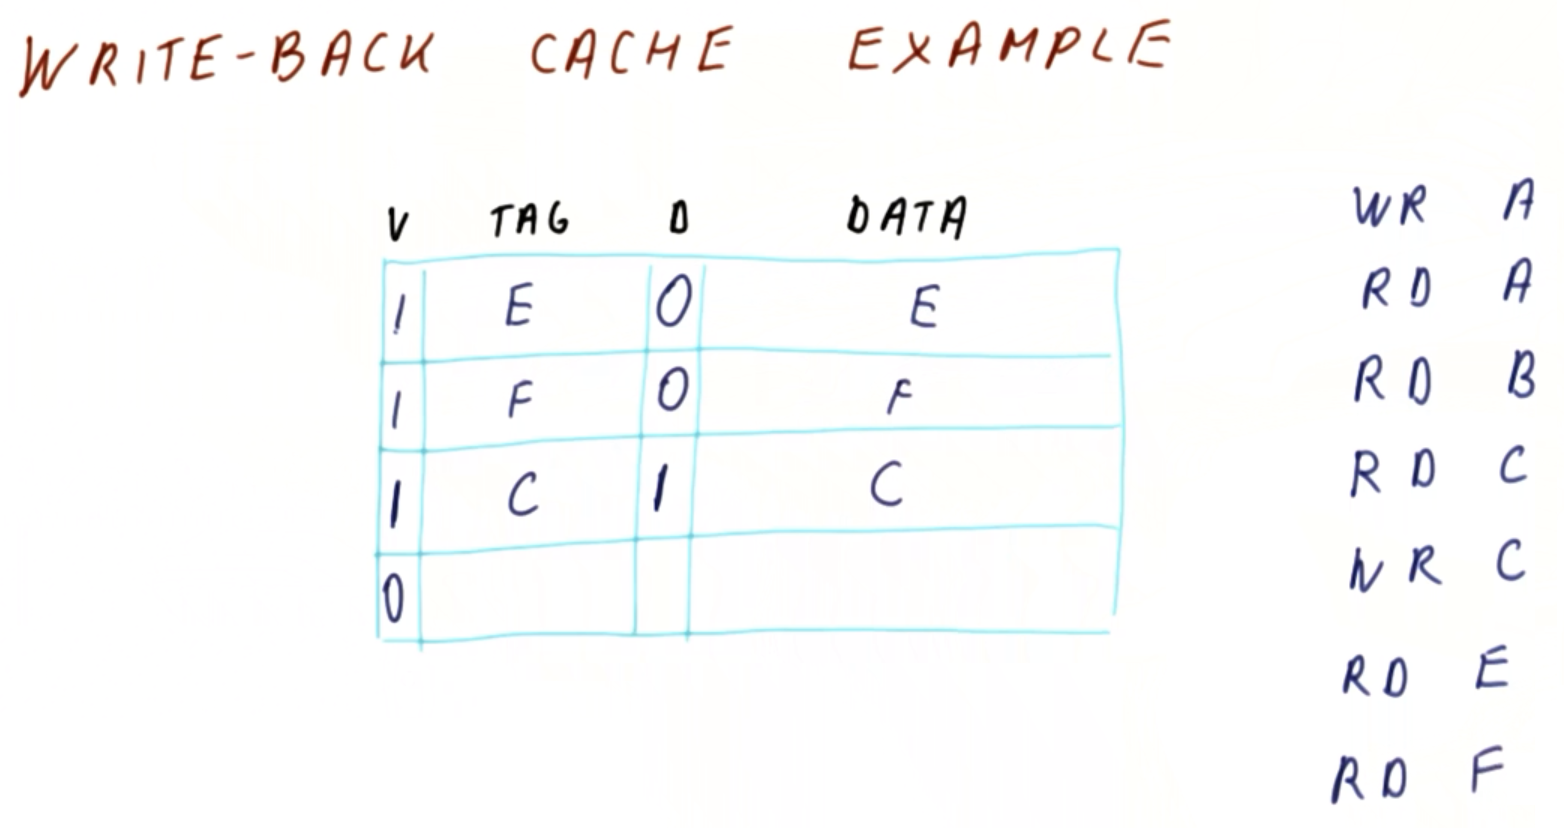 WRITE-BACK CACHE EXAMPLE
V TAG D DATA
1 E 0 E
1 F 0 F
1 C 1 C
0
WR A
RD A
RD B
RD C
WR C
RD E
RD F